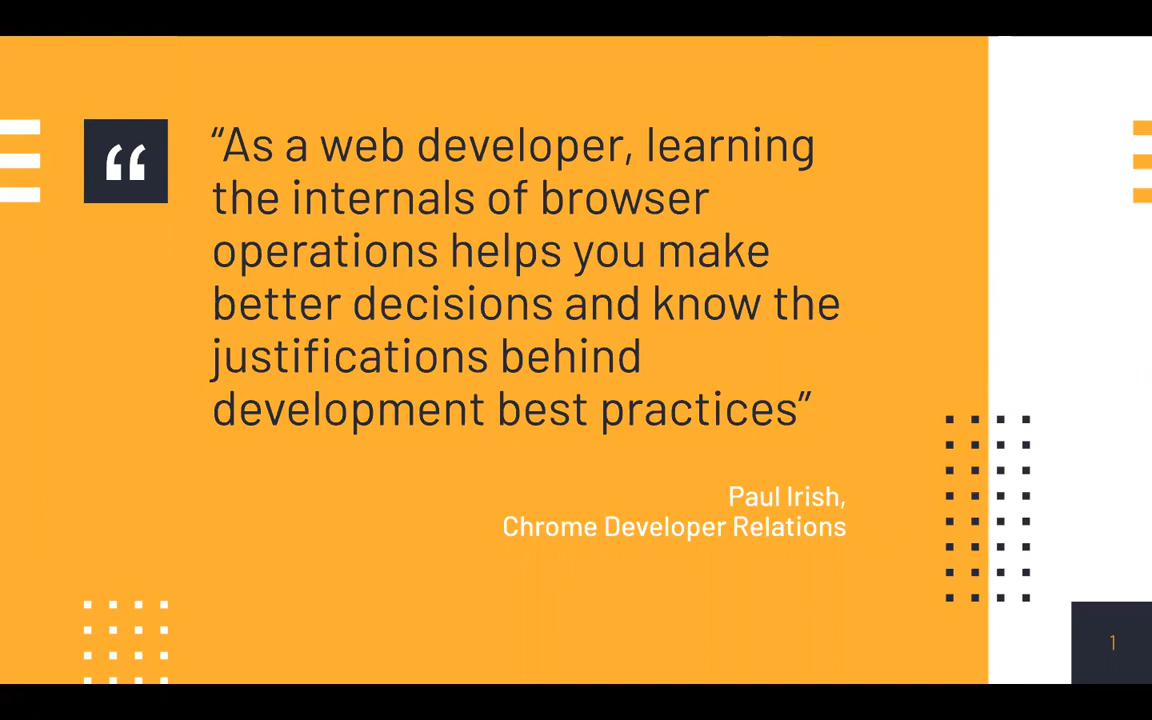 “
“As a web developer, learning
the internals of browser
operations helps you make
better decisions and know the
justifications behind
development best practices”
Paul Irish,
Chrome Developer Relations
1